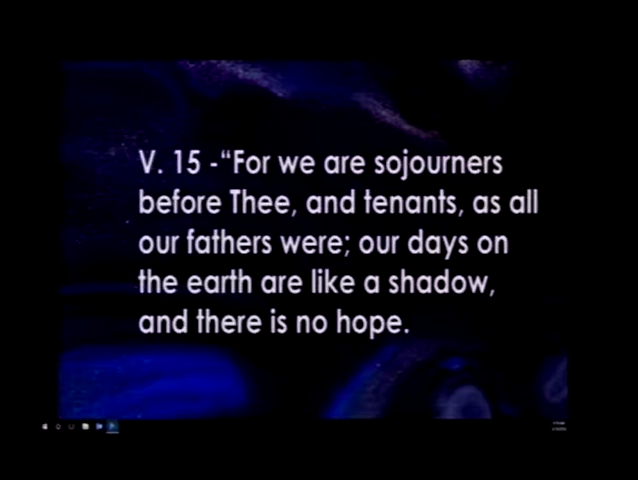 V. 15 -“For we are sojourners
before Thee, and tenants, as all
our fathers were; our days on
the earth are like a shadow,
and there is no hope.